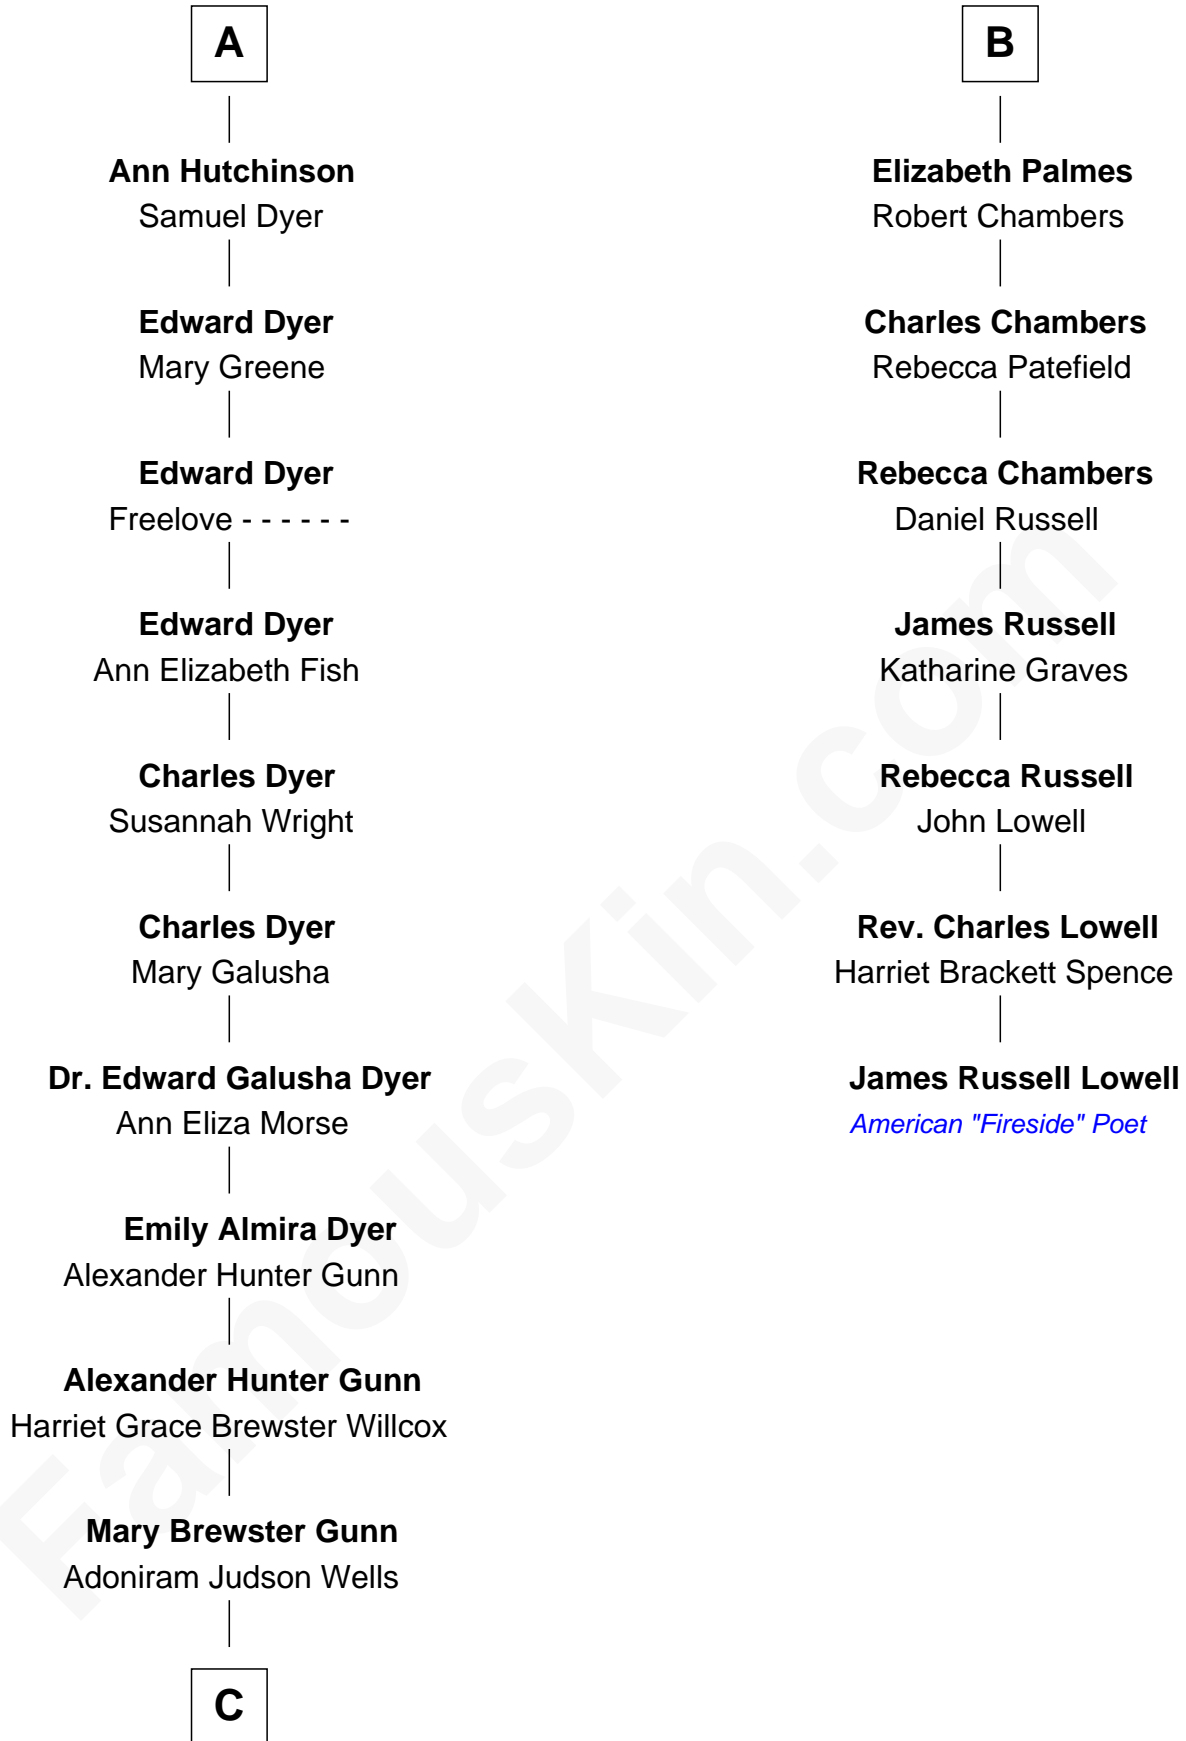 A
Ann Hutchinson
Samuel Dyer
Edward Dyer
Mary Greene
Edward Dyer
Freelove - - - - - -
Edward Dyer
Ann Elizabeth Fish
Charles Dyer
Susannah Wright
Charles Dyer
Mary Galusha
Dr. Edward Galusha Dyer
Ann Eliza Morse
Emily Almira Dyer
Alexander Hunter Gunn
Alexander Hunter Gunn
Harriet Grace Brewster Willcox
Mary Brewster Gunn
Adoniram Judson Wells
C
B
Elizabeth Palmes
Robert Chambers
Charles Chambers
Rebecca Patefield
Rebecca Chambers
Daniel Russell
James Russell
Katharine Graves
Rebecca Russell
John Lowell
Rev. Charles Lowell
Harriet Brackett Spence
James Russell Lowell
American "Fireside" Poet
FamousKin.com